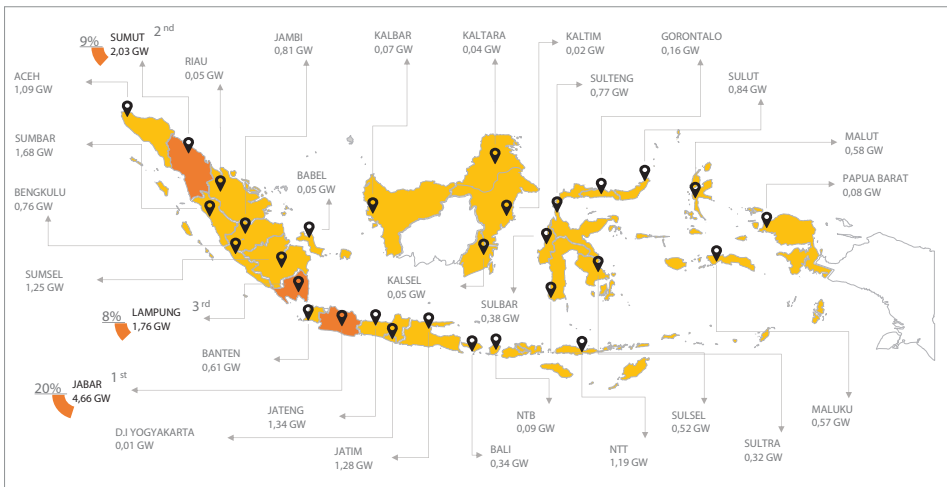 9%
SUMUT
2,03 GW
2nd
RIAU
0,05 GW
JAMBI
0,81 GW
KALBAR
0,07 GW
KALTARA
0,04 GW
KALTIM
0,02 GW
GORONTALO
0,16 GW
ACEH
1,09 GW
SULTENG
0,77 GW
SULUT
0,84 GW
SUMBAR
1,68 GW
MALUT
0,58 GW
BENGKULU
0,76 GW
BABEL
0,05 GW
PAPUA BARAT
0,08 GW
SUMSEL
1,25 GW
KALSEL
0,05 GW
SULBAR
0,38 GW
8%
LAMPUNG
1,76 GW
3rd
BANTEN
0,61 GW
20%
JABAR
4,66 GW
1st
JATENG
1,34 GW
D.I YOGYAKARTA
0,01 GW
JATIM
1,28 GW
BALI
0,34 GW
NTB
0,09 GW
NTT
1,19 GW
SULSEL
0,52 GW
SULTRA
0,32 GW
MALUKU
0,57 GW